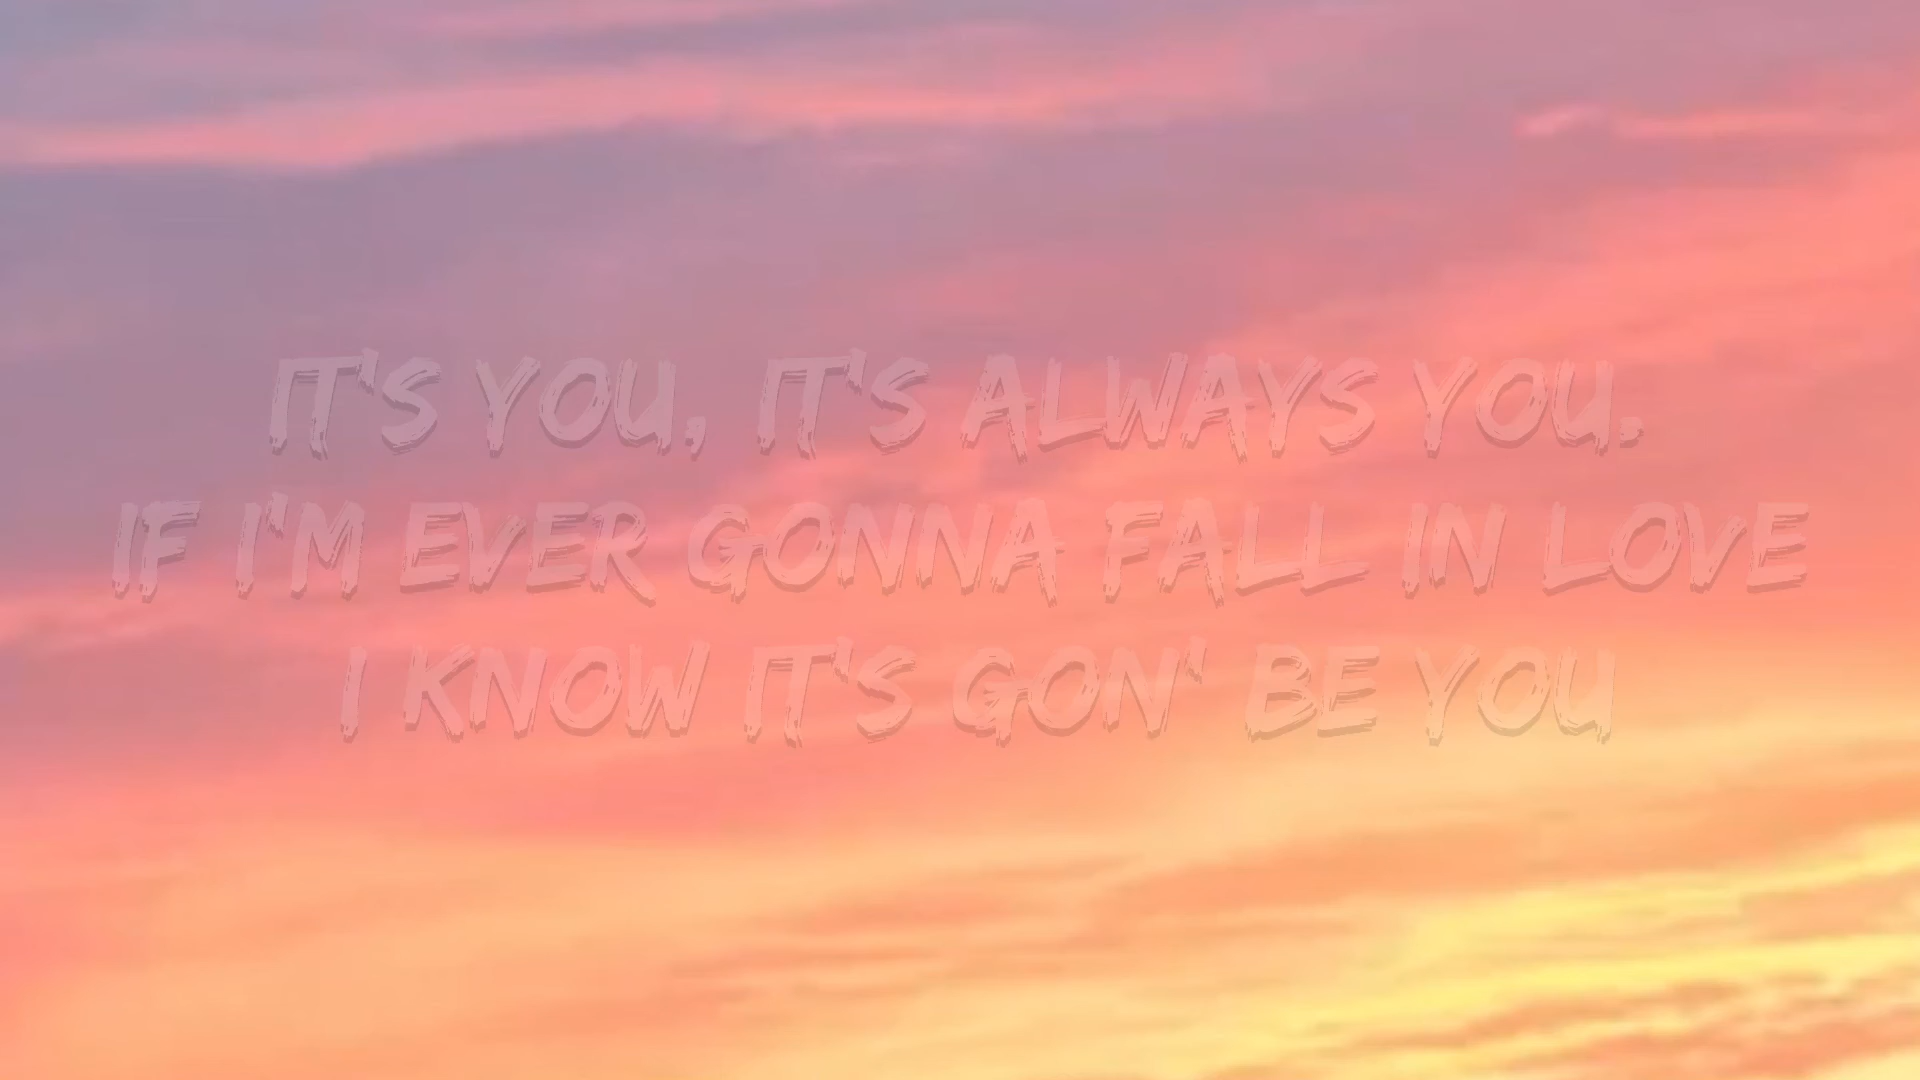 IT'S YOU, IT'S ALWAYS YOU.
IF I'M EVER GONNA FALL IN LOVE
I KNOW IT'S GON' BE YOU